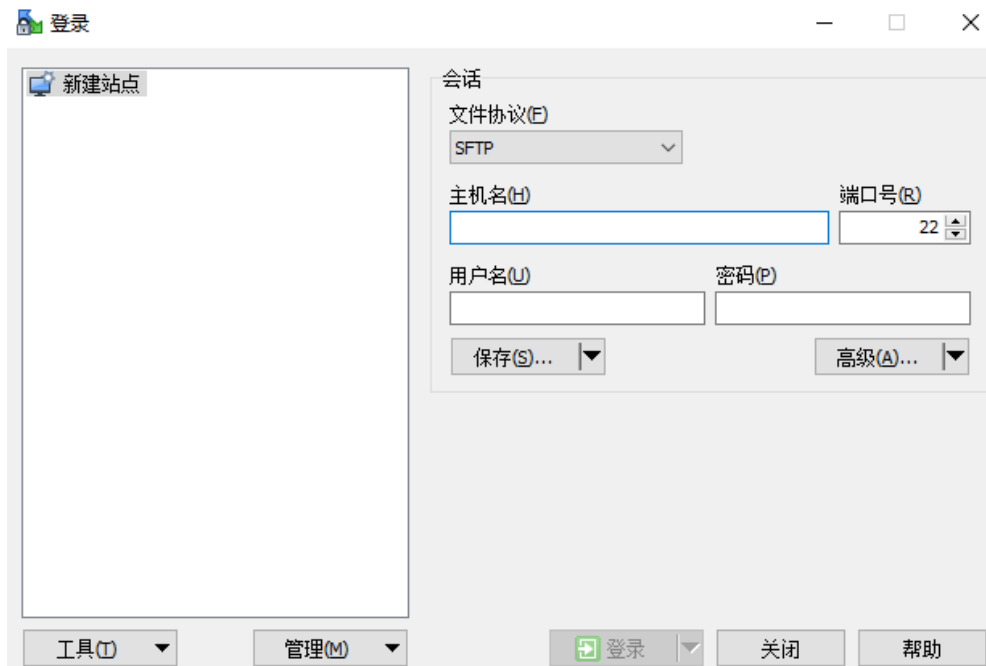 登录
新建站点
会话
文件协议(F)
SFTP
主机名(H)
端口号(R)
22
用户名(U)
密码(P)
保存(S)...
高级(A)...
工具(T)
管理(M)
登录
关闭
帮助